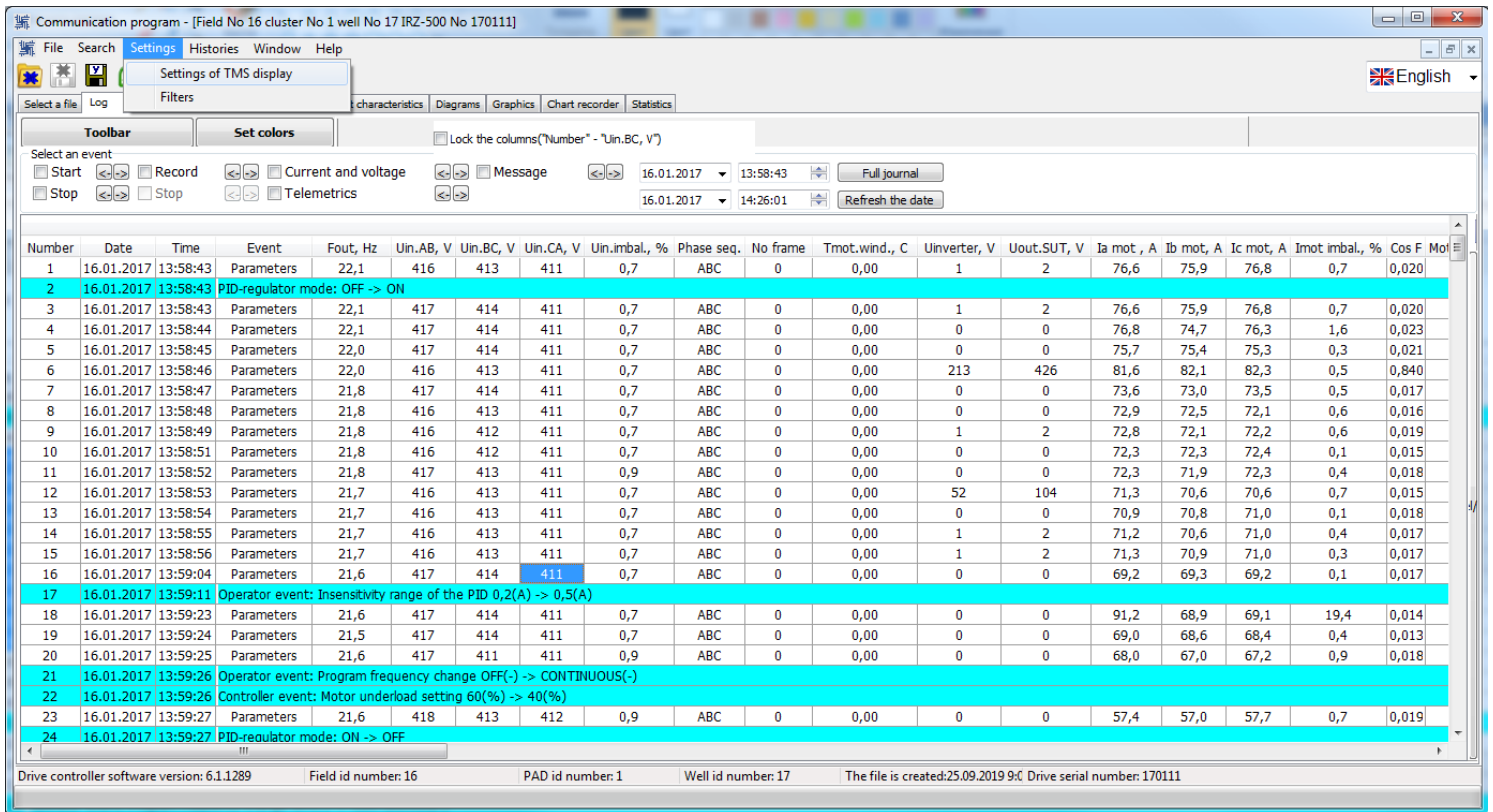 Communication program - [Field No 16 cluster No 1 well No 17 IRZ-500 No 170111]
File Search Settings Histories Window Help
Settings of TMS display
Filters
English
Select a file Log characteristics Diagrams Graphics Chart recorder Statistics
Toolbar Set colors Lock the columns("Number" - "Uin.BC, V")
Select an event
Start <- -> Record <- -> Current and voltage <- -> Message <- -> 16.01.2017 13:58:43 Full journal
Stop <- -> Stop <- -> Telemetrics <- -> 16.01.2017 14:26:01 Refresh the date
Number Date Time Event Fout, Hz Uin.AB, V Uin.BC, V Uin.CA, V Uin.imbal., % Phase seq. No frame Tmot.wind., C Uinverter, V Uout.SUT, V Ia mot , A Ib mot, A Ic mot, A Imot imbal., % Cos F Mot
1 16.01.2017 13:58:43 Parameters 22,1 416 413 411 0,7 ABC 0 0,00 1 2 76,6 75,9 76,8 0,7 0,020
2 16.01.2017 13:58:43 PID-regulator mode: OFF -> ON
3 16.01.2017 13:58:43 Parameters 22,1 417 414 411 0,7 ABC 0 0,00 1 2 76,6 75,9 76,8 0,7 0,020
4 16.01.2017 13:58:44 Parameters 22,1 417 414 411 0,7 ABC 0 0,00 0 0 76,8 74,7 76,3 1,6 0,023
5 16.01.2017 13:58:45 Parameters 22,0 417 414 411 0,7 ABC 0 0,00 0 0 75,7 75,4 75,3 0,3 0,021
6 16.01.2017 13:58:46 Parameters 22,0 416 413 411 0,7 ABC 0 0,00 213 426 81,6 82,1 82,3 0,5 0,840
7 16.01.2017 13:58:47 Parameters 21,8 417 414 411 0,7 ABC 0 0,00 0 0 73,6 73,0 73,5 0,5 0,017
8 16.01.2017 13:58:48 Parameters 21,8 416 413 411 0,7 ABC 0 0,00 0 0 72,9 72,5 72,1 0,6 0,016
9 16.01.2017 13:58:49 Parameters 21,8 416 412 411 0,7 ABC 0 0,00 1 2 72,8 72,1 72,2 0,6 0,019
10 16.01.2017 13:58:51 Parameters 21,8 416 412 411 0,7 ABC 0 0,00 0 0 72,3 72,3 72,4 0,1 0,015
11 16.01.2017 13:58:52 Parameters 21,8 417 413 411 0,9 ABC 0 0,00 0 0 72,3 71,9 72,3 0,4 0,018
12 16.01.2017 13:58:53 Parameters 21,7 416 413 411 0,7 ABC 0 0,00 52 104 71,3 70,6 70,6 0,7 0,015
13 16.01.2017 13:58:54 Parameters 21,7 416 413 411 0,7 ABC 0 0,00 0 0 70,9 70,8 71,0 0,1 0,018
14 16.01.2017 13:58:55 Parameters 21,7 416 413 411 0,7 ABC 0 0,00 1 2 71,2 70,6 71,0 0,4 0,017
15 16.01.2017 13:58:56 Parameters 21,7 416 413 411 0,7 ABC 0 0,00 1 2 71,3 70,9 71,0 0,3 0,017
16 16.01.2017 13:59:04 Parameters 21,6 417 414 411 0,7 ABC 0 0,00 0 0 69,2 69,3 69,2 0,1 0,017
17 16.01.2017 13:59:11 Operator event: Insensitivity range of the PID 0,2(A) -> 0,5(A)
18 16.01.2017 13:59:23 Parameters 21,6 417 414 411 0,7 ABC 0 0,00 0 0 91,2 68,9 69,1 19,4 0,014
19 16.01.2017 13:59:24 Parameters 21,5 417 414 411 0,7 ABC 0 0,00 0 0 69,0 68,6 68,4 0,4 0,013
20 16.01.2017 13:59:25 Parameters 21,6 417 411 411 0,9 ABC 0 0,00 0 0 68,0 67,0 67,2 0,9 0,018
21 16.01.2017 13:59:26 Operator event: Program frequency change OFF(-) -> CONTINUOUS(-)
22 16.01.2017 13:59:26 Controller event: Motor underload setting 60(%) -> 40(%)
23 16.01.2017 13:59:27 Parameters 21,6 418 413 412 0,9 ABC 0 0,00 0 0 57,4 57,0 57,7 0,7 0,019
24 16.01.2017 13:59:27 PID-regulator mode: ON -> OFF
Drive controller software version: 6.1.1289 Field id number: 16 PAD id number: 1 Well id number: 17 The file is created:25.09.2019 9:0 Drive serial number: 170111